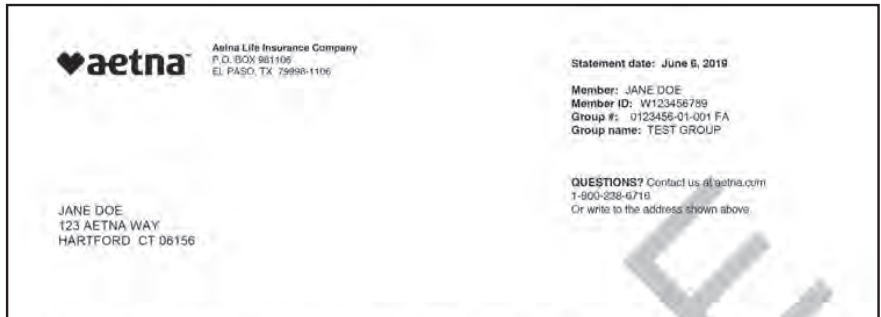 aetna™
Aetna Life Insurance Company
P.O. BOX 981106
EL PASO, TX 79998-1106
Statement date: June 6, 2019
Member: JANE DOE
Member ID: W123456789
Group #: 0123456-01-001 FA
Group name: TEST GROUP
QUESTIONS? Contact us at aetna.com
1-800-238-6716
Or write to the address shown above.
JANE DOE
123 AETNA WAY
HARTFORD CT 06156
E